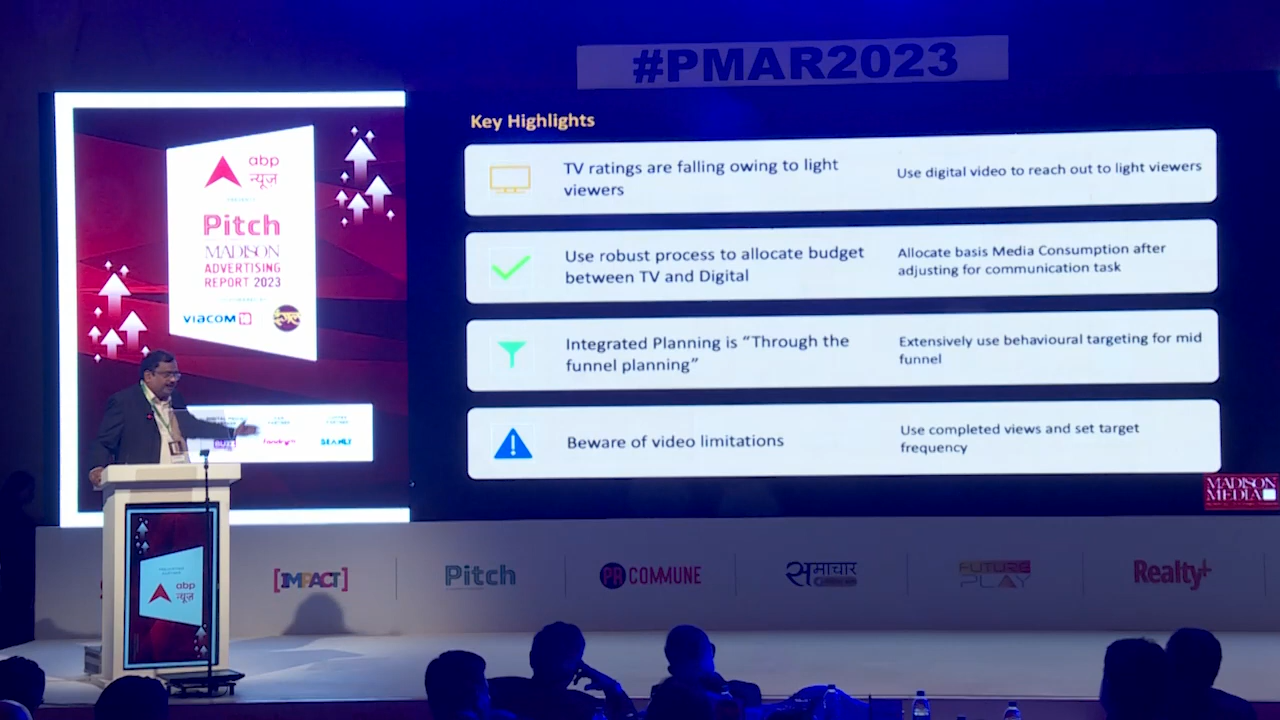 #PMAR2023
Key Highlights
TV ratings are falling owing to light
viewers
Use digital video to reach out to light viewers
Use robust process to allocate budget
between TV and Digital
Allocate basis Media Consumption after
adjusting for communication task
Integrated Planning is “Through the
funnel planning”
Extensively use behavioural targeting for mid
funnel
Beware of video limitations
Use completed views and set target
frequency
MADISON
MEDIA
abp
न्यूज़
Pitch
MADISON
ADVERTISING
REPORT 2023
VIACOM 18
abp
न्यूज़
[IMPACT]
Pitch
PR COMMUNE
समाचार
FUTURE
PLAY
Realty+